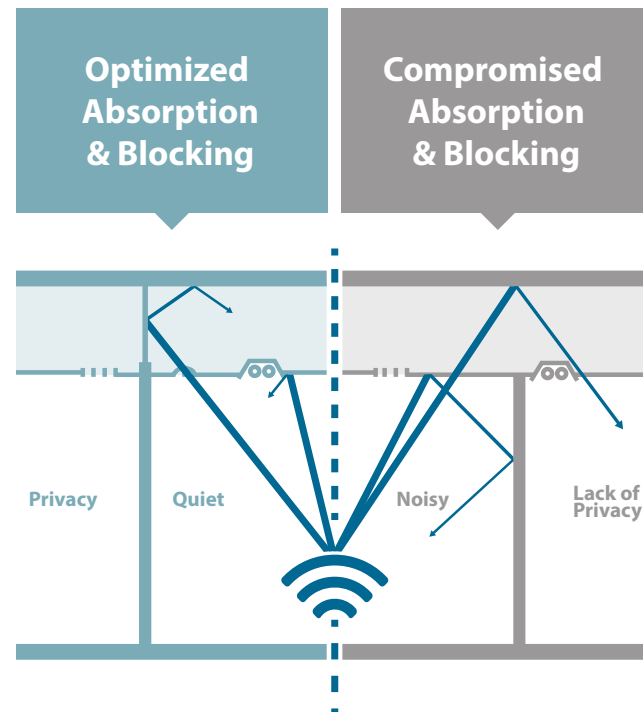 Optimized
Absorption
& Blocking
Compromised
Absorption
& Blocking
Privacy
Quiet
Noisy
Lack of
Privacy